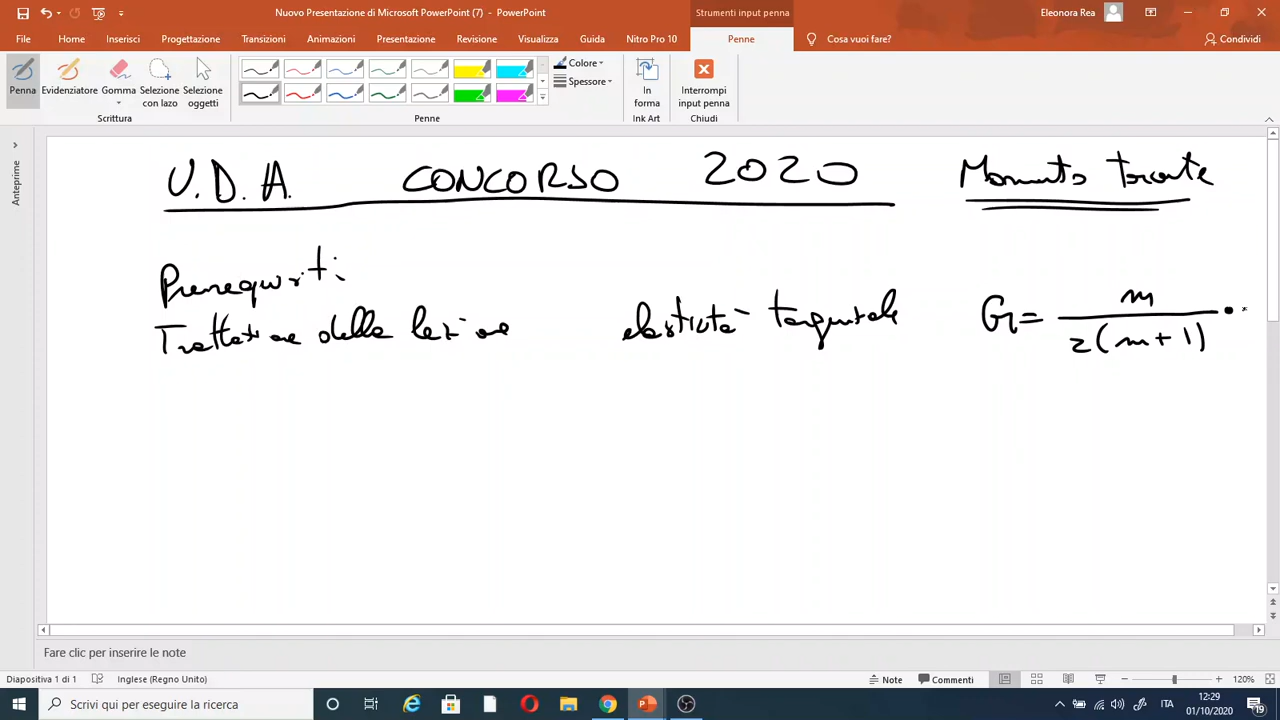 Nuovo Presentazione di Microsoft PowerPoint (7) - PowerPoint
Strumenti input penna
Eleonora Rea
File Home Inserisci Progettazione Transizioni Animazioni Presentazione Revisione Visualizza Guida Nitro Pro 10 Penne Cosa vuoi fare? Condividi
Penna Evidenziatore Gomma Selezione con lazo Selezione oggetti
Colore
Spessore
In forma
Interrompi input penna
Scrittura Penne Ink Art Chiudi
Anteprime
U.D.A. CONCORSO 2020 Momento torcente
Prerequisiti
Trattazione della lezione elasticità tangenziale G = m / 2(m+1) ·
Fare clic per inserire le note
Diapositiva 1 di 1 Inglese (Regno Unito) Note Commenti 120%
Scrivi qui per eseguire la ricerca
ITA
12:29
01/10/2020
19